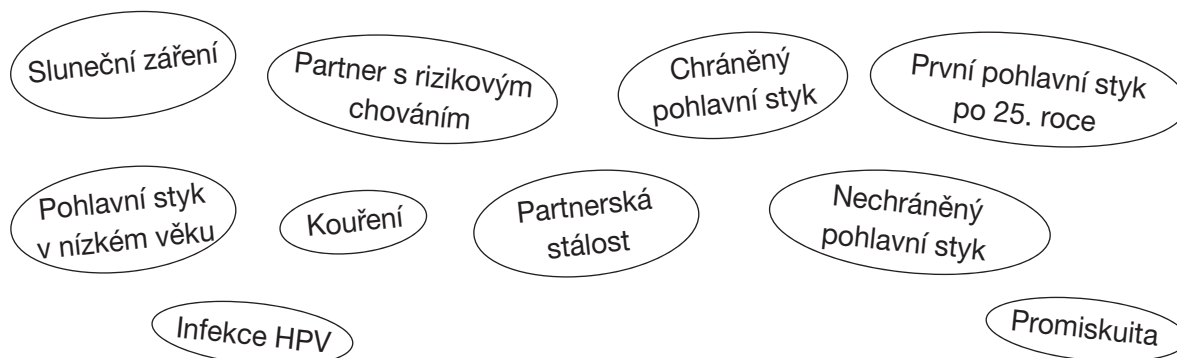 Sluneční záření
Partner s rizikovým
chováním
Chráněný
pohlavní styk
První pohlavní styk
po 25. roce
Pohlavní styk
v nízkém věku
Kouření
Partnerská
stálost
Nechráněný
pohlavní styk
Infekce HPV
Promiskuita